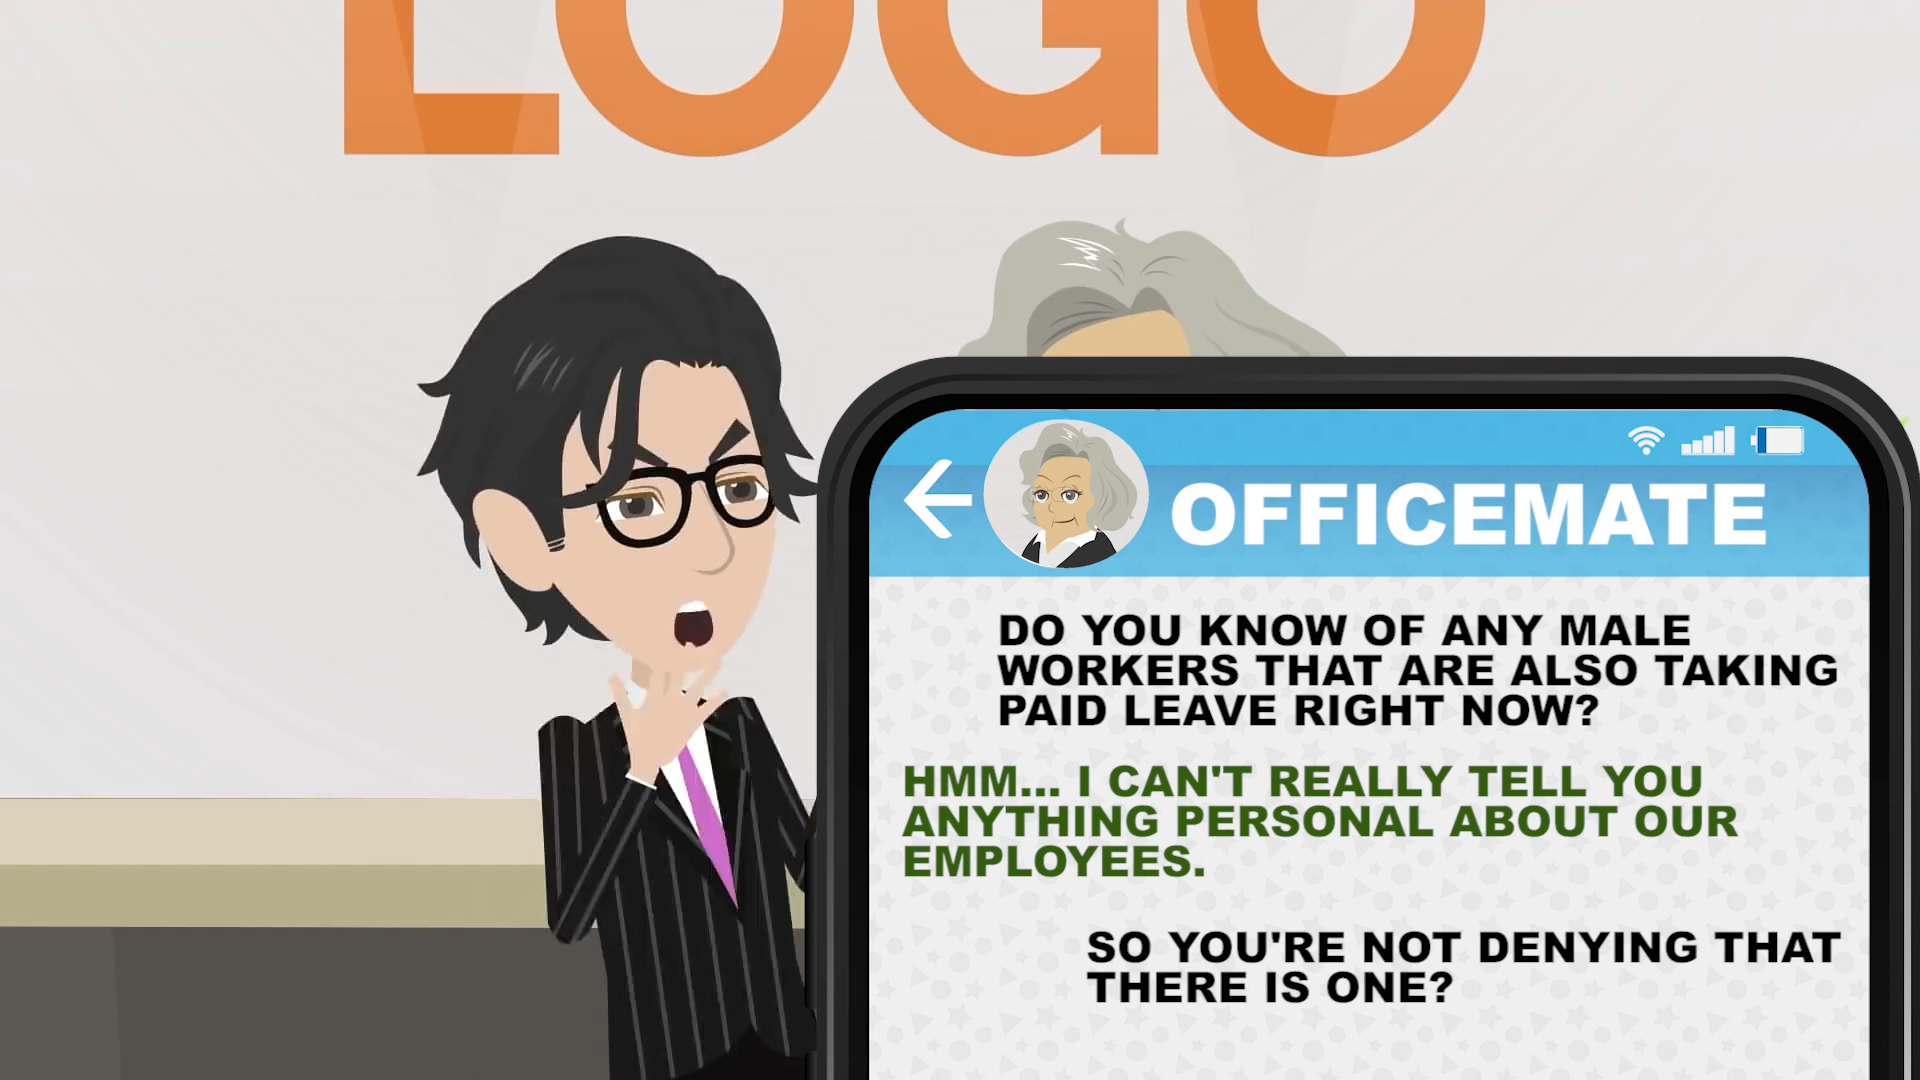 LOGO
OFFICEMATE
DO YOU KNOW OF ANY MALE
WORKERS THAT ARE ALSO TAKING
PAID LEAVE RIGHT NOW?
HMM... I CAN'T REALLY TELL YOU
ANYTHING PERSONAL ABOUT OUR
EMPLOYEES.
SO YOU'RE NOT DENYING THAT
THERE IS ONE?